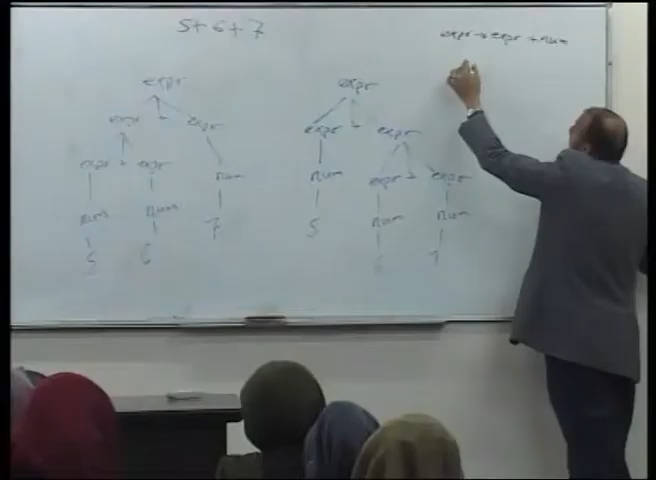 5+6+7
expr → expr + num
expr
expr + expr
expr + expr num
num num 7
5 6
expr
expr + expr
num expr + expr
5 num num
6 7